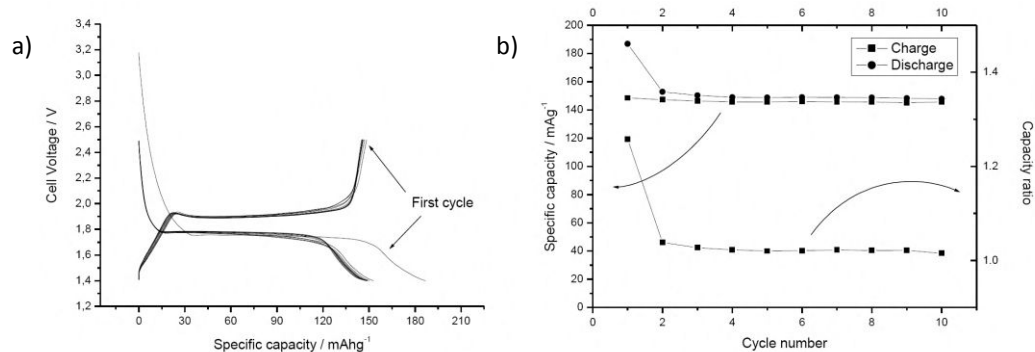 a)
3,4
3,2
3,0
2,8
2,6
2,4
2,2
2,0
1,8
1,6
1,4
1,2
Cell Voltage / V
First cycle
0 30 60 90 120 150 180 210
Specific capacity / mAhg⁻¹
b)
0 2 4 6 8 10
200
180
160
140
120
100
80
60
40
20
0
Specific capacity / mAg⁻¹
Charge
Discharge
1.4
1.2
1.0
Capacity ratio
0 2 4 6 8 10
Cycle number